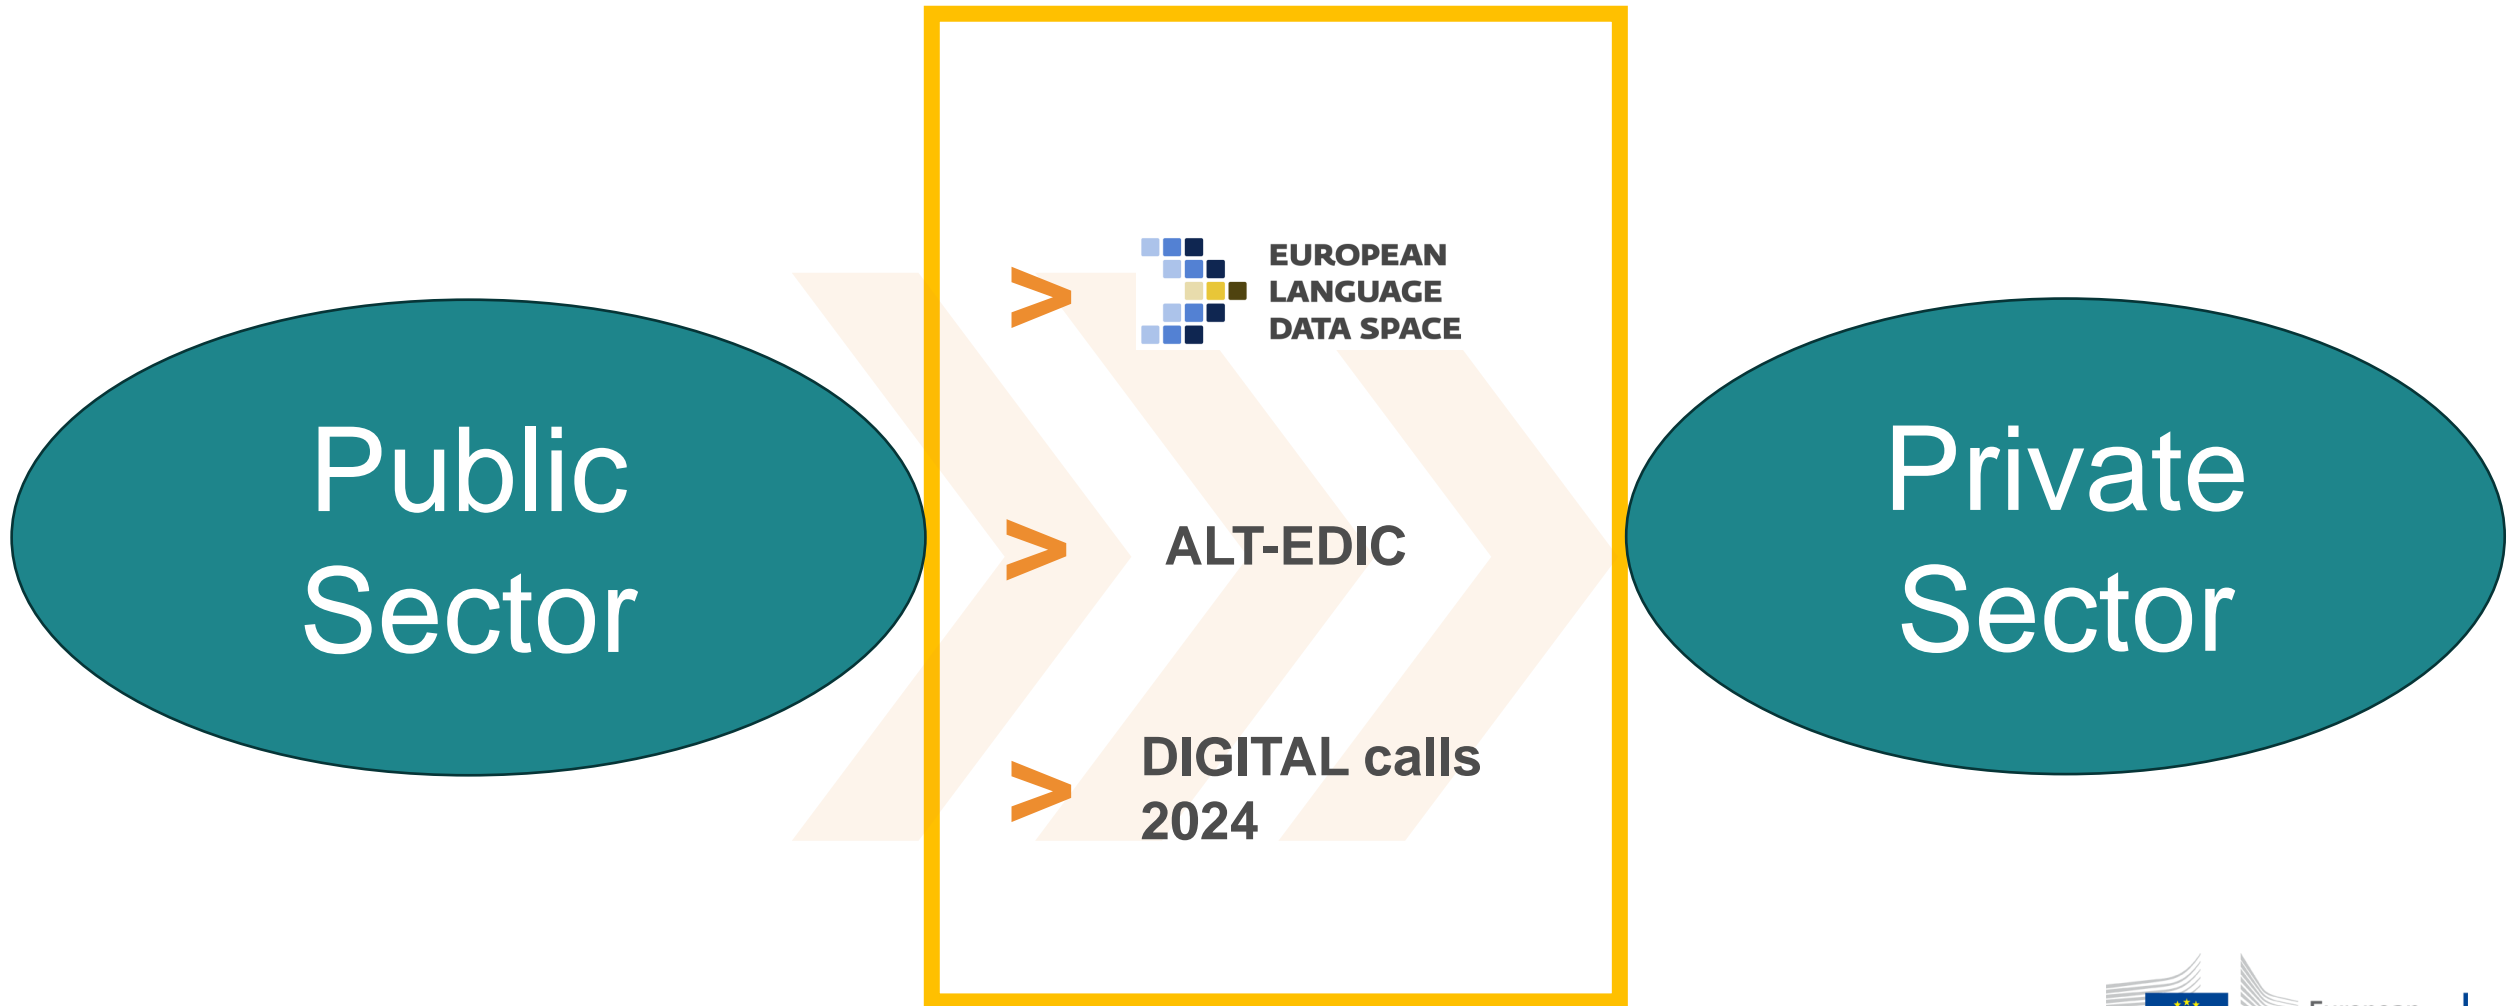 Public
Sector
>
EUROPEAN
LANGUAGE
DATA SPACE
>
ALT-EDIC
>
DIGITAL calls
2024
Private
Sector